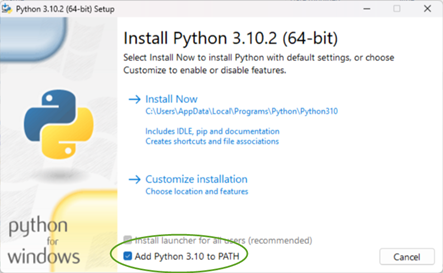 Python 3.10.2 (64-bit) Setup
Install Python 3.10.2 (64-bit)
Select Install Now to install Python with default settings, or choose
Customize to enable or disable features.
Install Now
C:\Users\AppData\Local\Programs\Python\Python310
Includes IDLE, pip and documentation
Creates shortcuts and file associations
Customize installation
Choose location and features
Install launcher for all users (recommended)
Add Python 3.10 to PATH
Cancel
python
for
windows